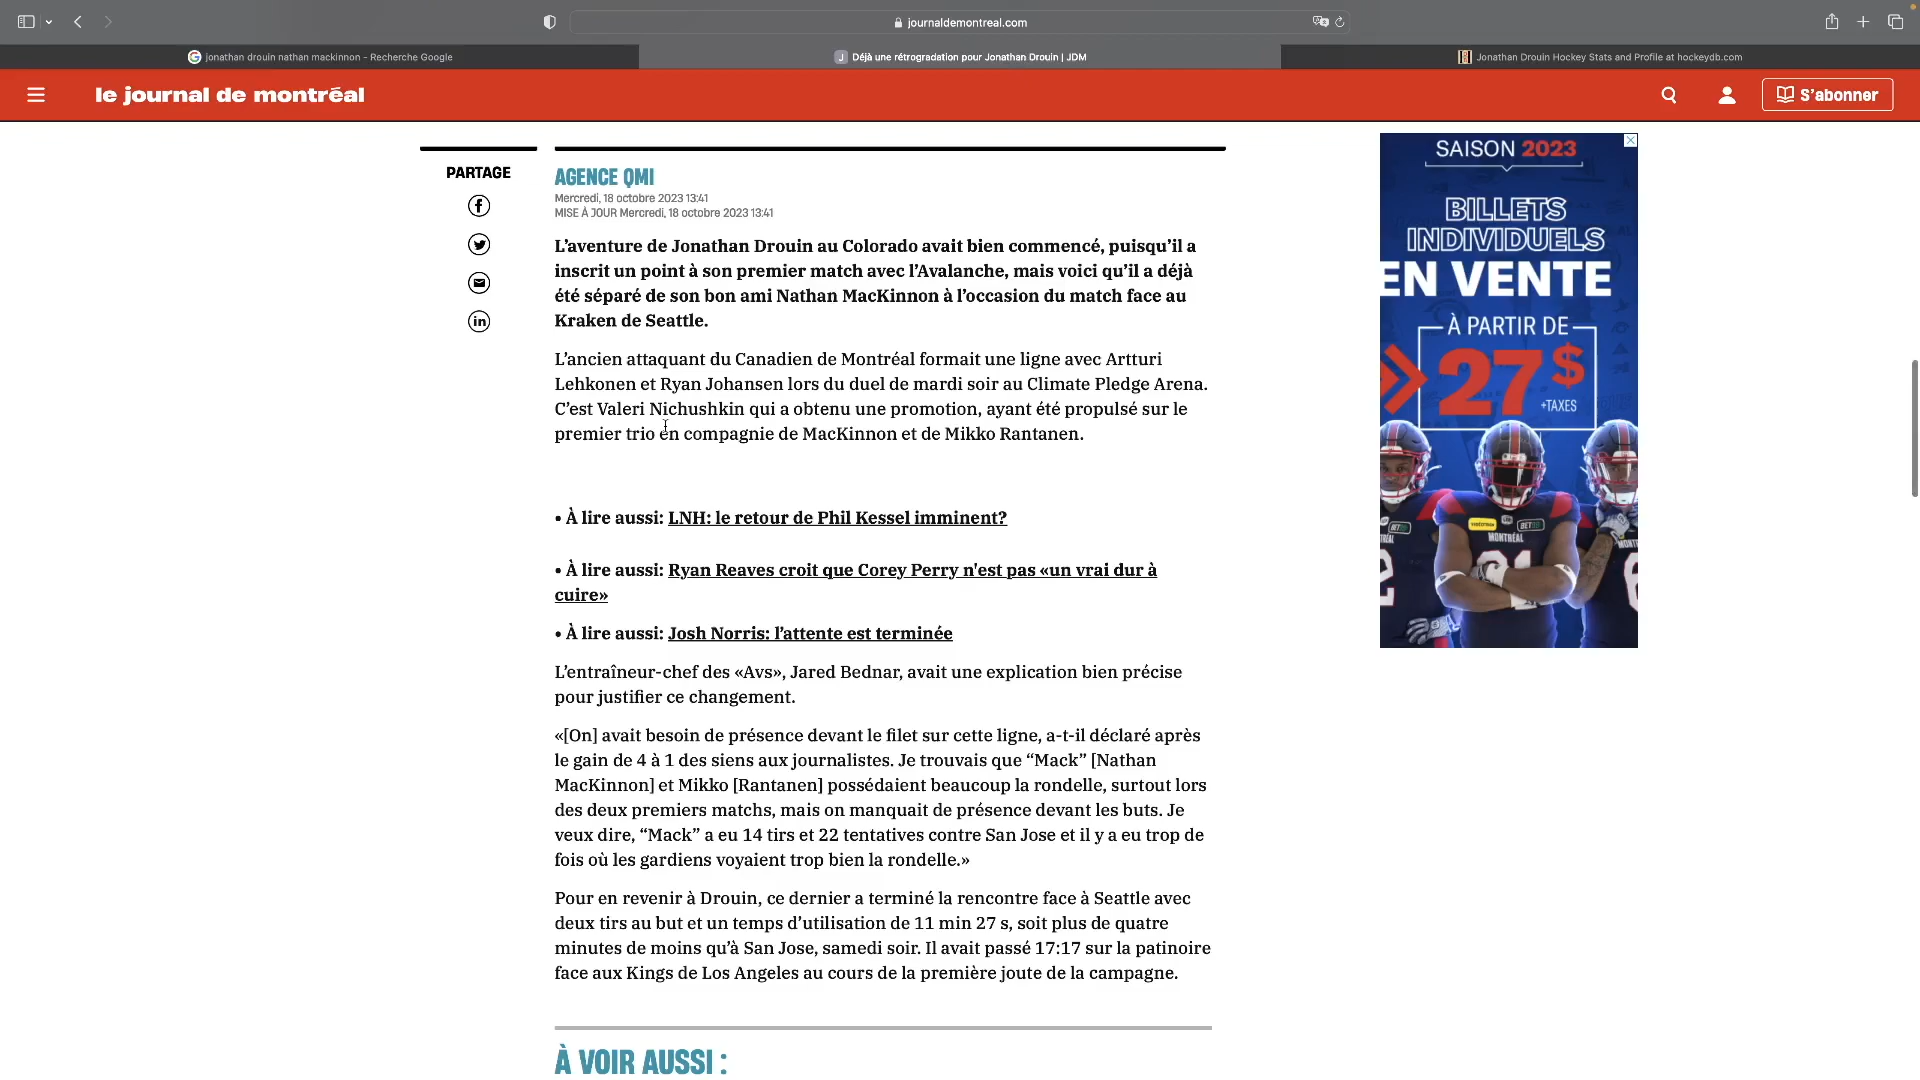 journaldemontreal.com
jonathan drouin nathan mackinnon - Recherche Google
J Déjà une rétrogradation pour Jonathan Drouin | JDM
Jonathan Drouin Hockey Stats and Profile at hockeydb.com
le journal de montréal
S'abonner
PARTAGE
AGENCE QMI
Mercredi, 18 octobre 2023 13:41
MISE À JOUR Mercredi, 18 octobre 2023 13:41
L'aventure de Jonathan Drouin au Colorado avait bien commencé, puisqu'il a
inscrit un point à son premier match avec l'Avalanche, mais voici qu'il a déjà
été séparé de son bon ami Nathan MacKinnon à l'occasion du match face au
Kraken de Seattle.
L'ancien attaquant du Canadien de Montréal formait une ligne avec Artturi
Lehkonen et Ryan Johansen lors du duel de mardi soir au Climate Pledge Arena.
C'est Valeri Nichushkin qui a obtenu une promotion, ayant été propulsé sur le
premier trio en compagnie de MacKinnon et de Mikko Rantanen.
• À lire aussi: LNH: le retour de Phil Kessel imminent?
• À lire aussi: Ryan Reaves croit que Corey Perry n'est pas «un vrai dur à
cuire»
• À lire aussi: Josh Norris: l'attente est terminée
L'entraîneur-chef des «Avs», Jared Bednar, avait une explication bien précise
pour justifier ce changement.
«[On] avait besoin de présence devant le filet sur cette ligne, a-t-il déclaré après
le gain de 4 à 1 des siens aux journalistes. Je trouvais que “Mack” [Nathan
MacKinnon] et Mikko [Rantanen] possédaient beaucoup la rondelle, surtout lors
des deux premiers matchs, mais on manquait de présence devant les buts. Je
veux dire, “Mack” a eu 14 tirs et 22 tentatives contre San Jose et il y a eu trop de
fois où les gardiens voyaient trop bien la rondelle.»
Pour en revenir à Drouin, ce dernier a terminé la rencontre face à Seattle avec
deux tirs au but et un temps d'utilisation de 11 min 27 s, soit plus de quatre
minutes de moins qu'à San Jose, samedi soir. Il avait passé 17:17 sur la patinoire
face aux Kings de Los Angeles au cours de la première joute de la campagne.
À VOIR AUSSI :
SAISON 2023
BILLETS
INDIVIDUELS
EN VENTE
À PARTIR DE
27$
+TAXES
MONTRÉAL